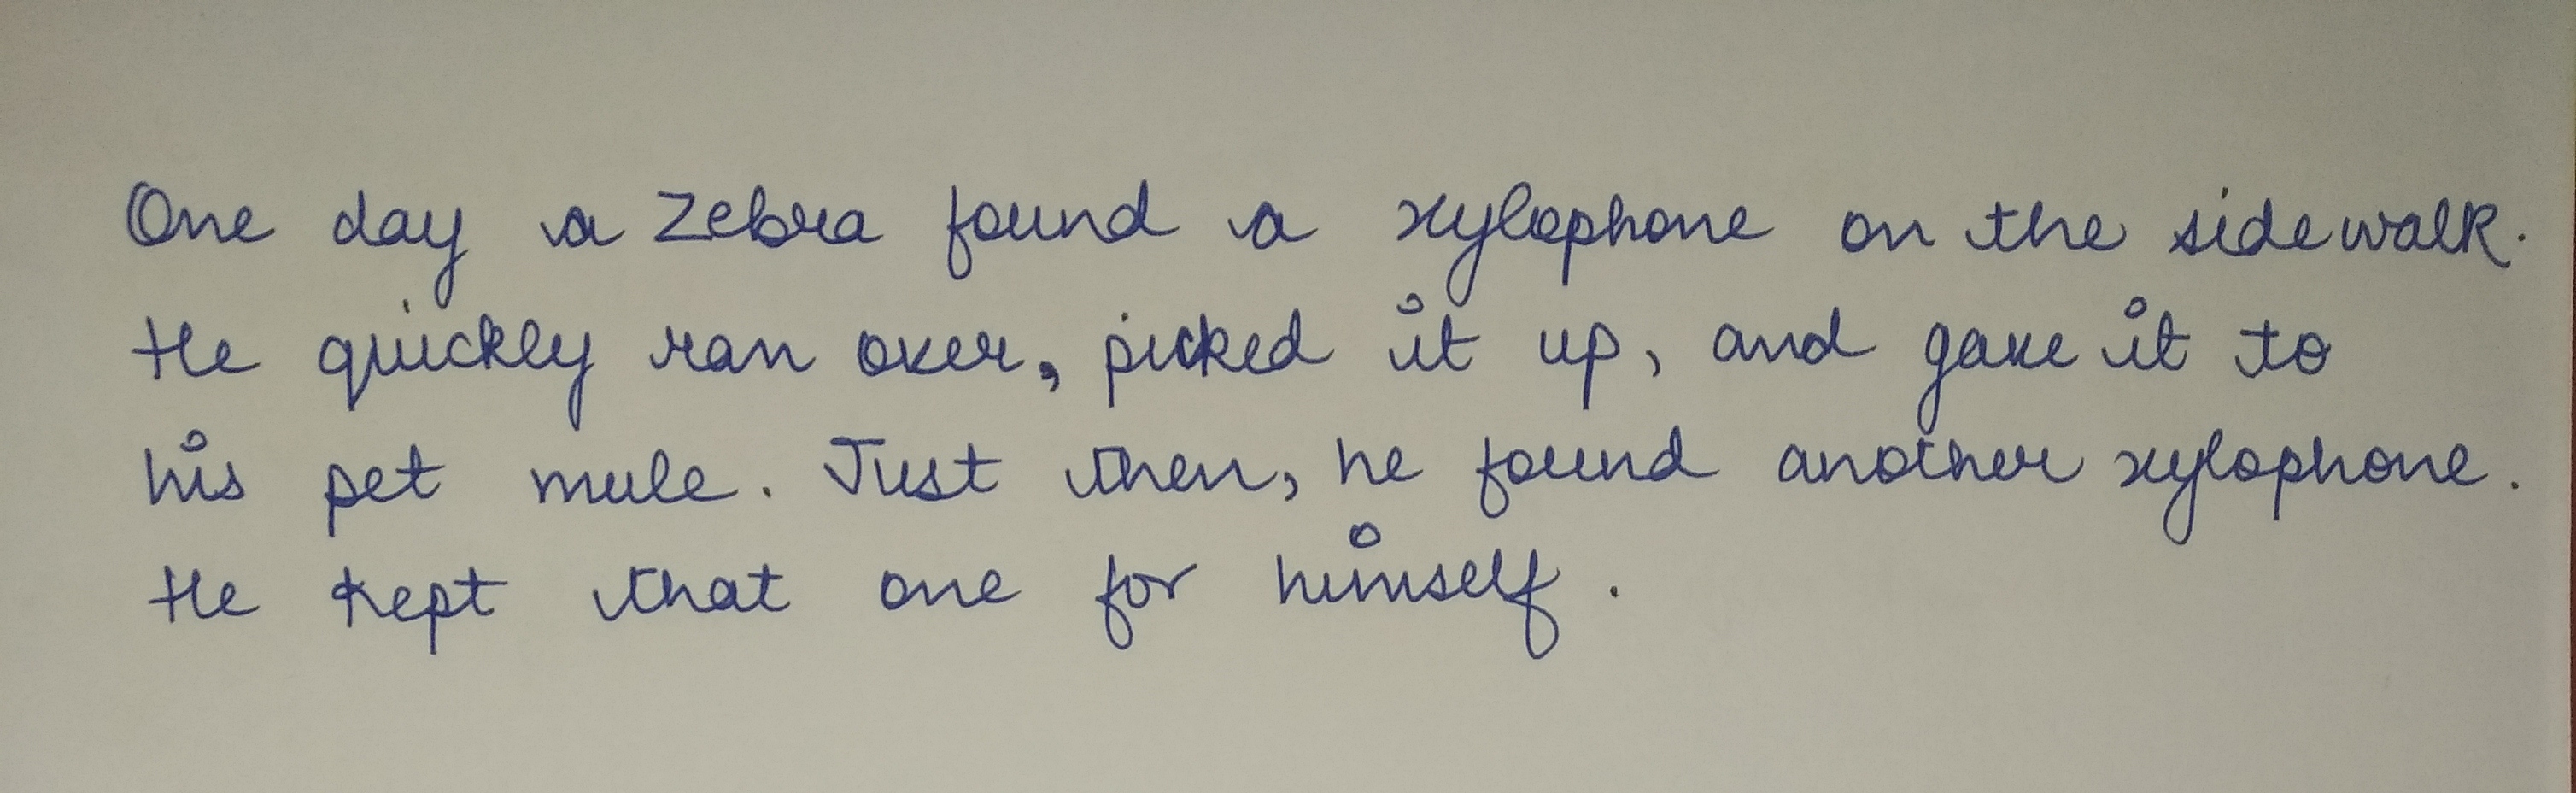 One day a zebra found a xylophone on the sidewalk.
He quickly ran over, picked it up, and gave it to
his pet mule. Just then, he found another xylophone.
He kept that one for himself.